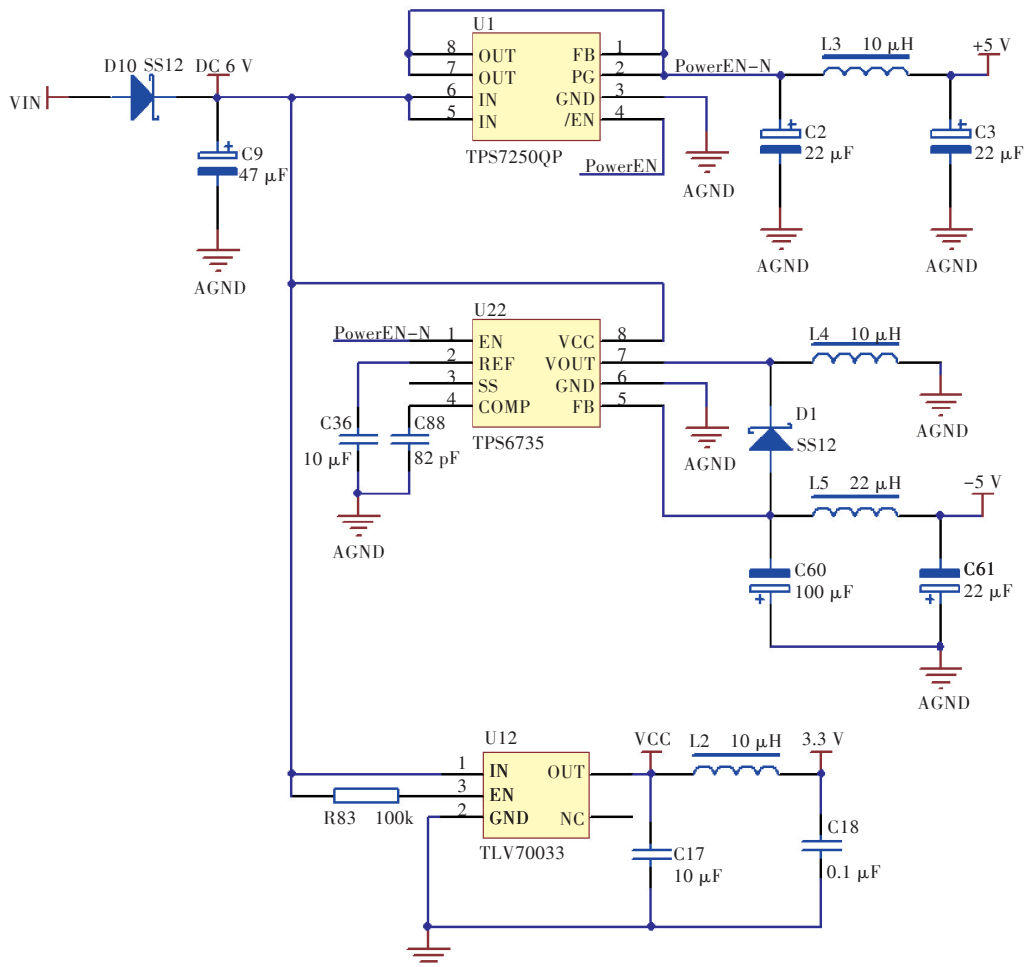 U1
8 OUT FB 1
7 OUT PG 2
6 IN GND 3
5 IN /EN 4
TPS7250QP
D10 SS12
DC 6 V
VIN
C9
47 μF
AGND
PowerEN
PowerEN-N
AGND
L3 10 μH
+5 V
C2
22 μF
C3
22 μF
AGND
AGND
U22
PowerEN-N
1 EN VCC 8
2 REF VOUT 7
3 SS GND 6
4 COMP FB 5
TPS6735
C36
10 μF
C88
82 pF
AGND
AGND
L4 10 μH
AGND
D1
SS12
L5 22 μH
-5 V
C60
100 μF
C61
22 μF
AGND
U12
1 IN OUT
3 EN
2 GND NC
TLV70033
R83 100k
VCC
L2 10 μH
3.3 V
C17
10 μF
C18
0.1 μF